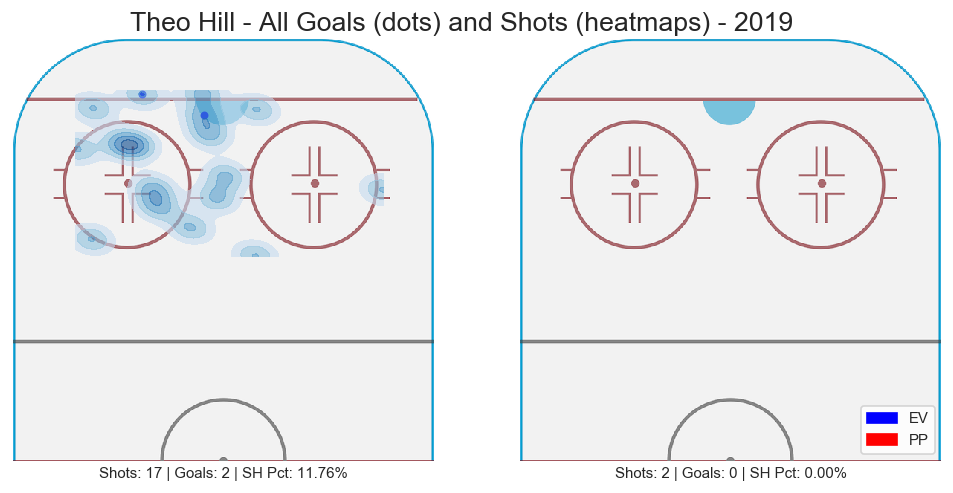 Theo Hill - All Goals (dots) and Shots (heatmaps) - 2019
EV
PP
Shots: 17 | Goals: 2 | SH Pct: 11.76%
Shots: 2 | Goals: 0 | SH Pct: 0.00%